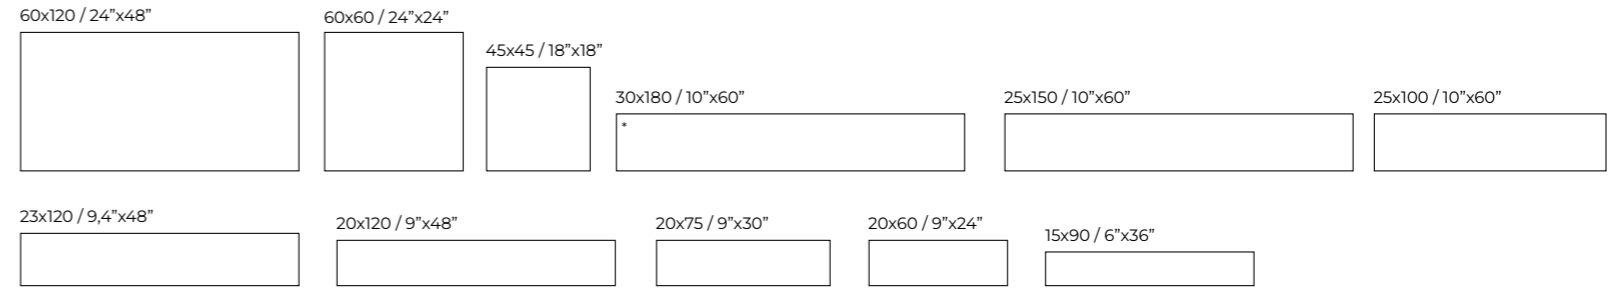 60x120 / 24”x48”
60x60 / 24”x24”
45x45 / 18”x18”
30x180 / 10”x60”
25x150 / 10”x60”
25x100 / 10”x60”
*
23x120 / 9,4”x48”
20x120 / 9”x48”
20x75 / 9”x30”
20x60 / 9”x24”
15x90 / 6”x36”